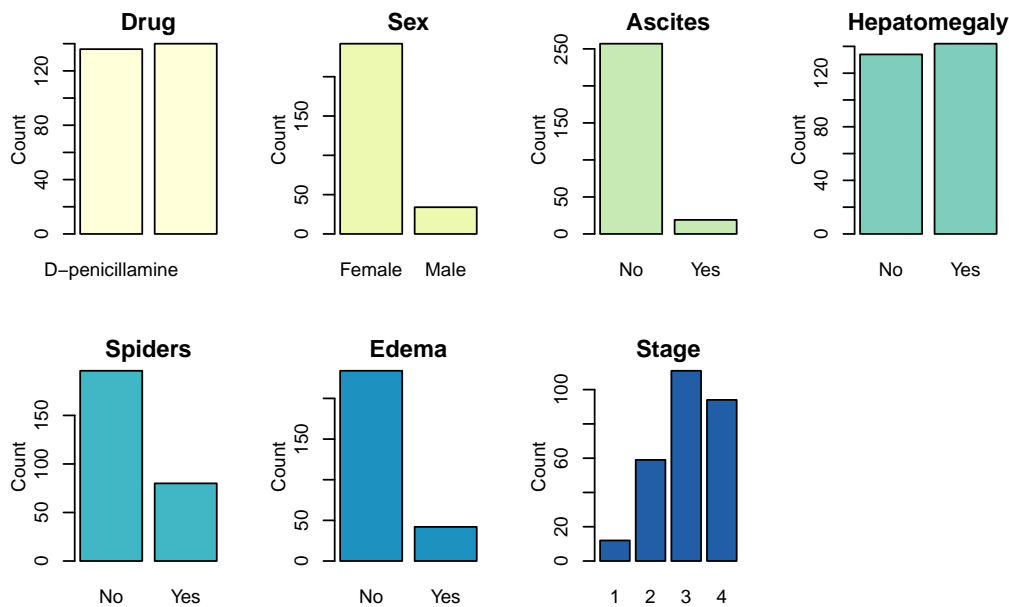 Drug
Count
0
40
80
120
D−penicillamine
Sex
Count
0
50
150
Female Male
Ascites
Count
0
50
150
250
No Yes
Hepatomegaly
Count
0
40
80
120
No Yes
Spiders
Count
0
50
100
150
No Yes
Edema
Count
0
50
150
No Yes
Stage
Count
0
20
60
100
1 2 3 4